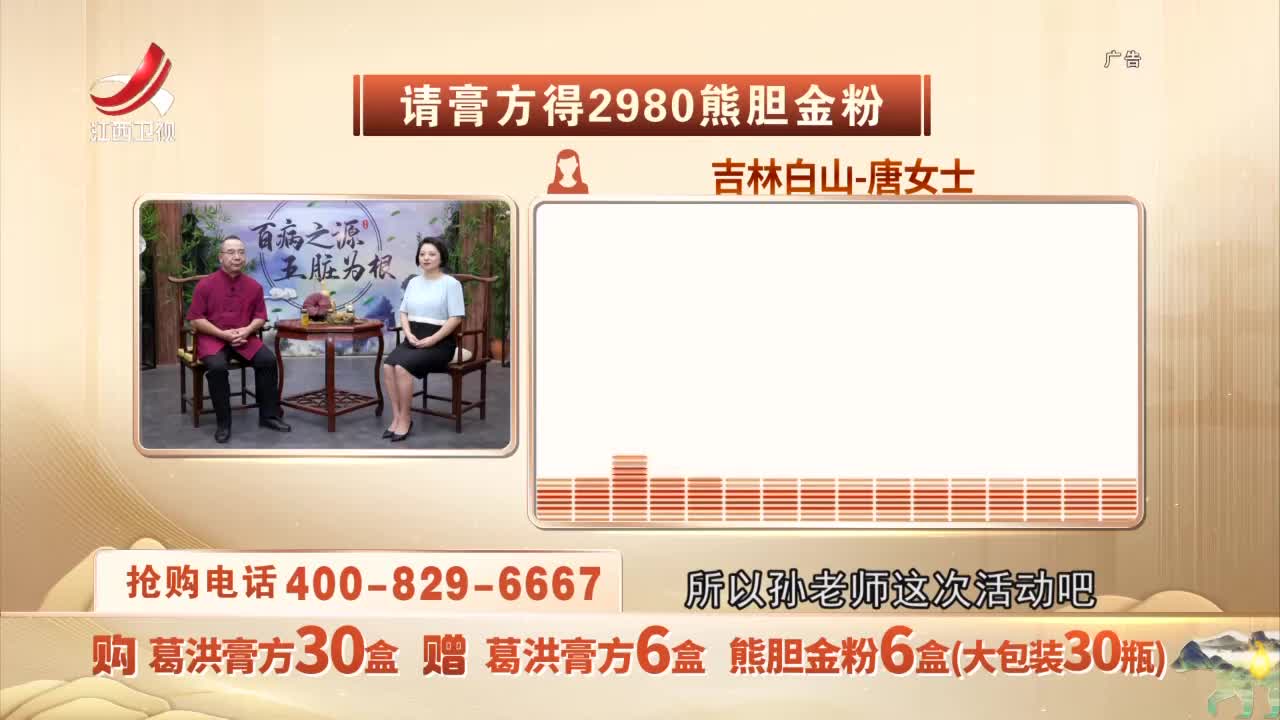 广告
江西卫视
请膏方得2980熊胆金粉
吉林白山-唐女士
百病之源
五脏为根
抢购电话400-829-6667
所以孙老师这次活动吧
购 葛洪膏方30盒 赠 葛洪膏方6盒 熊胆金粉6盒(大包装30瓶)